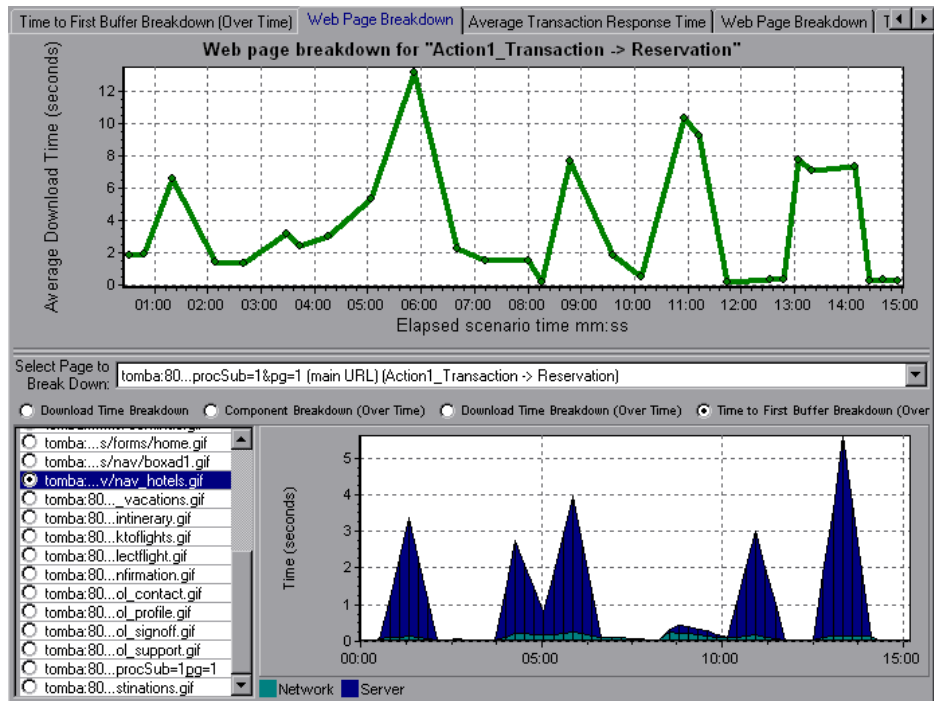 Time to First Buffer Breakdown (Over Time) Web Page Breakdown Average Transaction Response Time Web Page Breakdown
Web page breakdown for "Action1_Transaction -> Reservation"
Average Download Time (seconds)
12
10
8
6
4
2
0
01:00 02:00 03:00 04:00 05:00 06:00 07:00 08:00 09:00 10:00 11:00 12:00 13:00 14:00 15:00
Elapsed scenario time mm:ss
Select Page to
Break Down:
tomba:80...procSub=1&pg=1 (main URL) (Action1_Transaction -> Reservation)
Download Time Breakdown Component Breakdown (Over Time) Download Time Breakdown (Over Time) Time to First Buffer Breakdown (Over
tomba:...s/forms/home.gif
tomba:...s/nav/boxad1.gif
tomba:...v/nav_hotels.gif
tomba:80..._vacations.gif
tomba:80...intinerary.gif
tomba:80...ktoflights.gif
tomba:80...lectflight.gif
tomba:80...nfirmation.gif
tomba:80...ol_contact.gif
tomba:80...ol_profile.gif
tomba:80...ol_signoff.gif
tomba:80...ol_support.gif
tomba:80...procSub=1pg=1
tomba:80...stinations.gif
Time (seconds)
5
4
3
2
1
0
00:00 05:00 10:00 15:00
Network Server